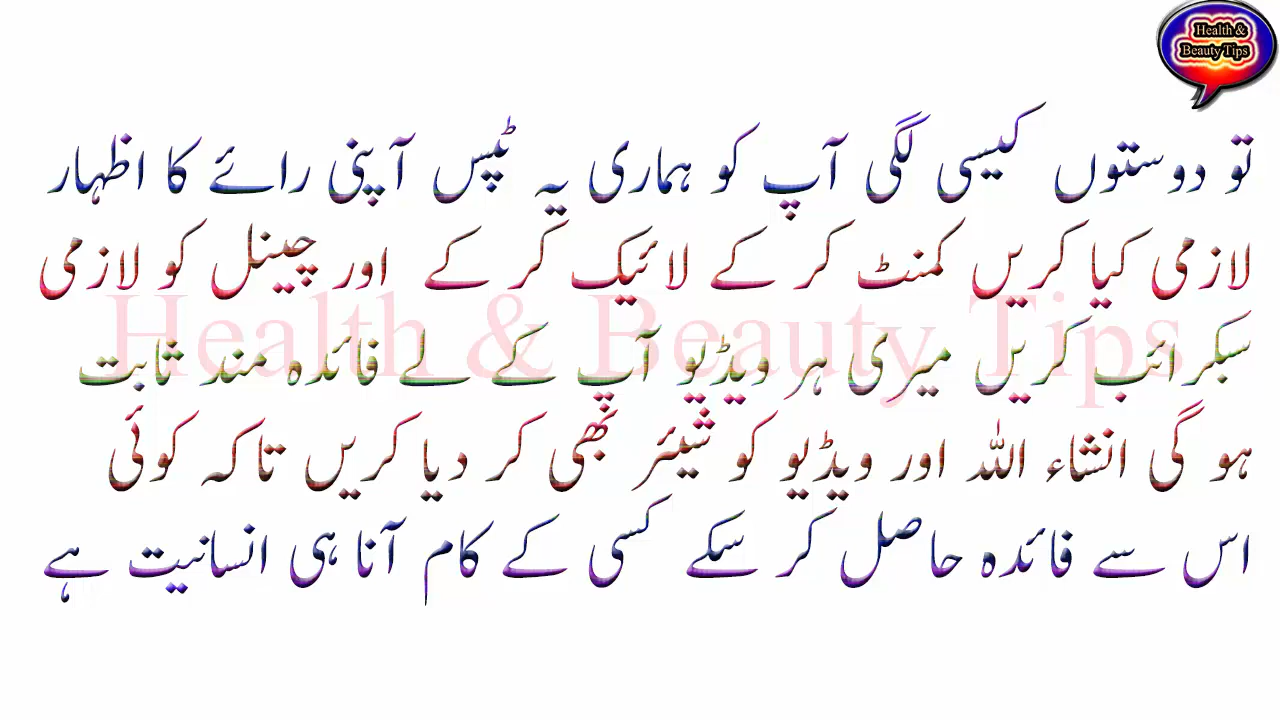 Health &
Beauty Tips
تو دوستوں کیسی لگی آپ کو ہماری یہ ٹپس آپنی رائے کا اظہار
لازمی کیا کریں کمنٹ کر کے لائیک کر کے اور چینل کو لازمی
سبکرائب کریں میری ہر ویڈیو آپ کے لے فائدہ مند ثابت
Health & Beauty Tips
ہو گی انشاء اللہ اور ویڈیو کو شیئر بھی کر دیا کریں تاکہ کوئی
اس سے فائدہ حاصل کر سکے کسی کے کام آنا ہی انسانیت ہے